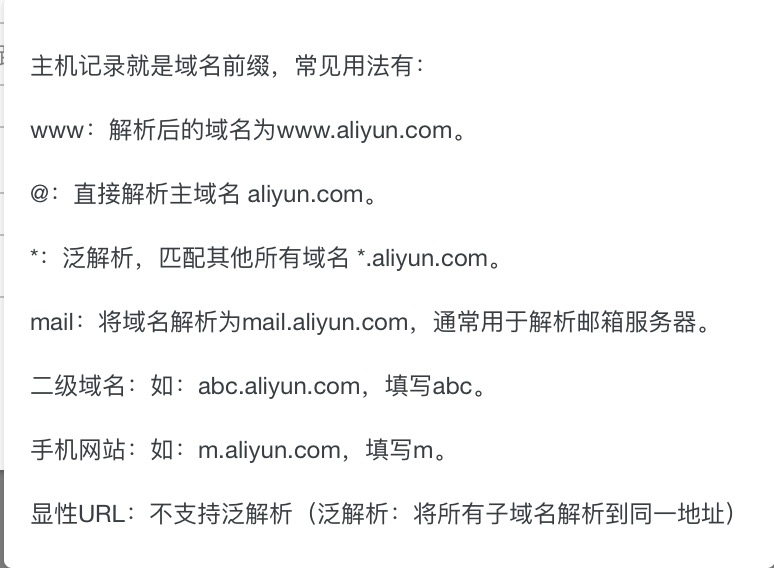 主机记录就是域名前缀，常见用法有：
www：解析后的域名为www.aliyun.com。
@：直接解析主域名 aliyun.com。
*：泛解析，匹配其他所有域名 *.aliyun.com。
mail：将域名解析为mail.aliyun.com，通常用于解析邮箱服务器。
二级域名：如：abc.aliyun.com，填写abc。
手机网站：如：m.aliyun.com，填写m。
显性URL：不支持泛解析（泛解析：将所有子域名解析到同一地址）